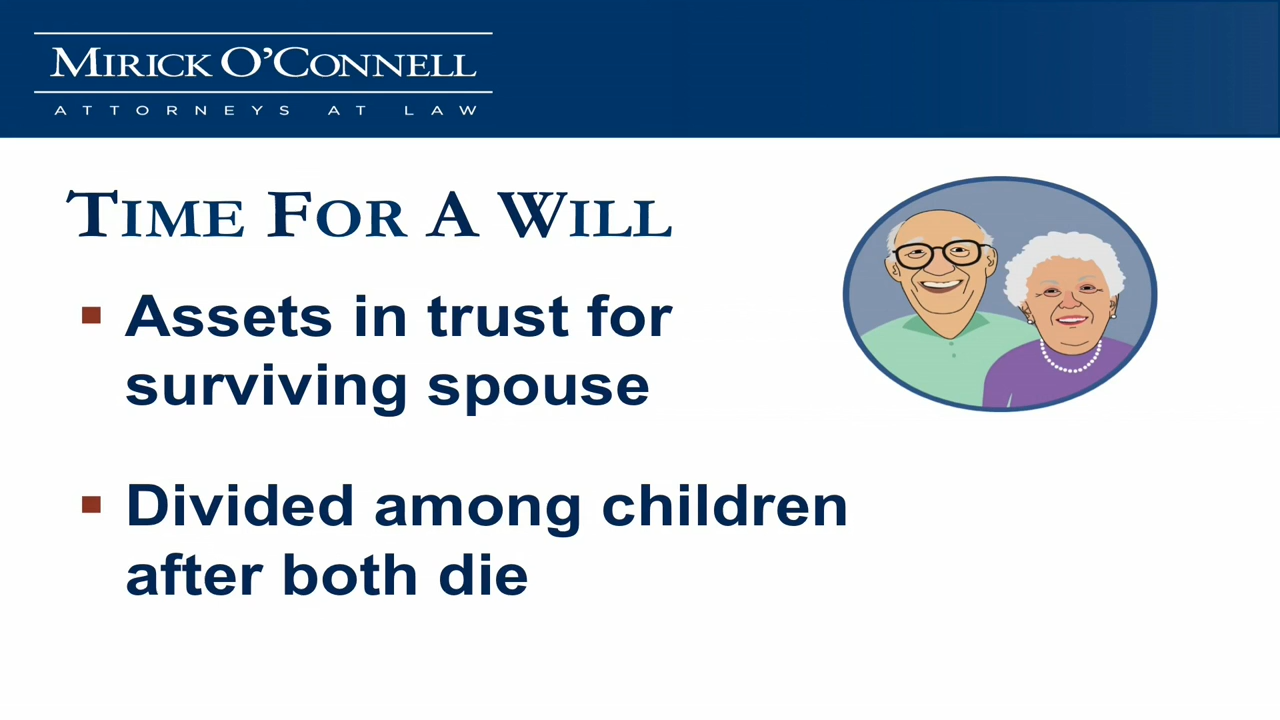 MIRICK O'CONNELL
ATTORNEYS AT LAW
TIME FOR A WILL
Assets in trust for
surviving spouse
Divided among children
after both die